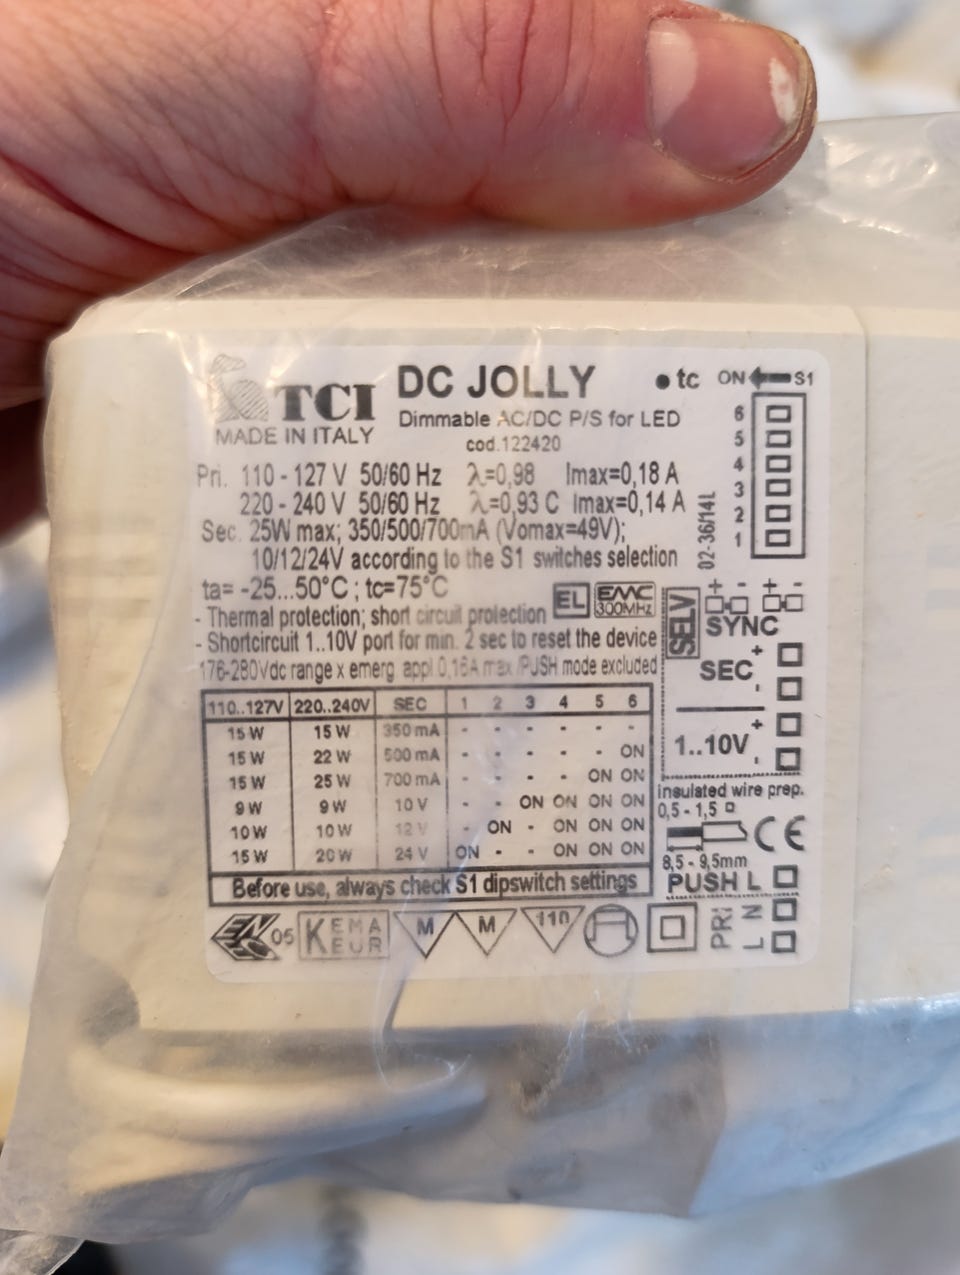 TCI
MADE IN ITALY
DC JOLLY
Dimmable AC/DC P/S for LED
cod.122420
• tc ON S1
6
5
4
3
2
1
02-36/14L
Pri. 110 - 127 V 50/60 Hz λ=0,98 Imax=0,18 A
220 - 240 V 50/60 Hz λ=0,93 C Imax=0,14 A
Sec. 25W max; 350/500/700mA (Vomax=49V);
10/12/24V according to the S1 switches selection
ta= -25...50°C ; tc=75°C
EL EMC 300MHz
- Thermal protection; short circuit protection
- Shortcircuit 1..10V port for min. 2 sec to reset the device
176-280Vdc range x emerg. appl 0,16A max /PUSH mode excluded
110..127V 220..240V SEC 1 2 3 4 5 6
15 W 15 W 350 mA - - - - - -
15 W 22 W 500 mA - - - - - ON
15 W 25 W 700 mA - - - - ON ON
9 W 9 W 10 V - - ON ON ON ON
10 W 10 W 12 V - ON - ON ON ON
15 W 20 W 24 V ON - - ON ON ON
Before use, always check S1 dipswitch settings
05 KEMA KEUR M M 110
SELV
+ - + -
SYNC
SEC + -
1..10V + -
insulated wire prep.
0,5 - 1,5
CE
8,5 - 9,5mm
PUSH L
PRI L N